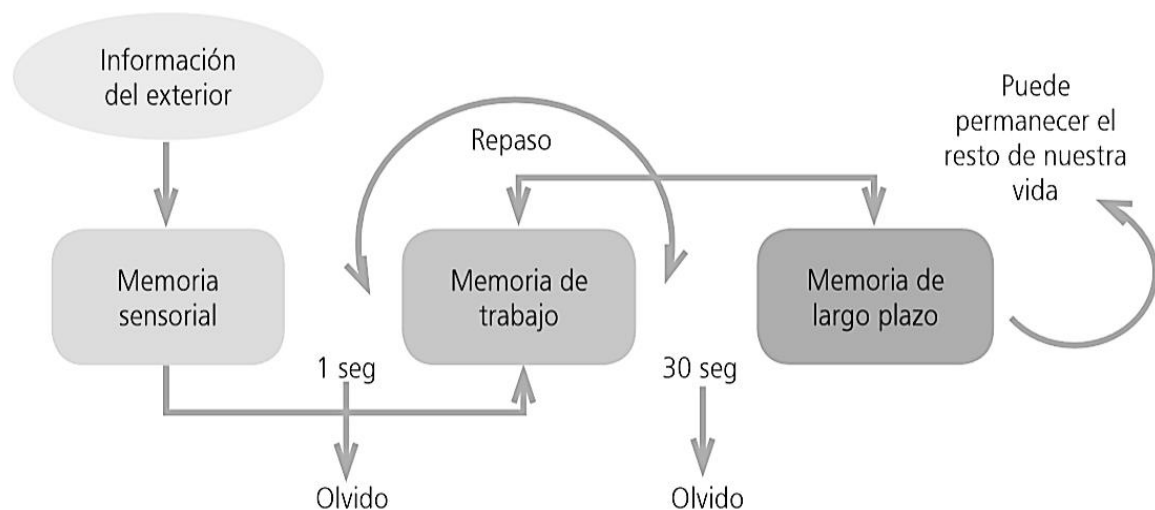 Información
del exterior
Repaso
Puede
permanecer el
resto de nuestra
vida
Memoria
sensorial
Memoria de
trabajo
Memoria de
largo plazo
1 seg
30 seg
Olvido
Olvido